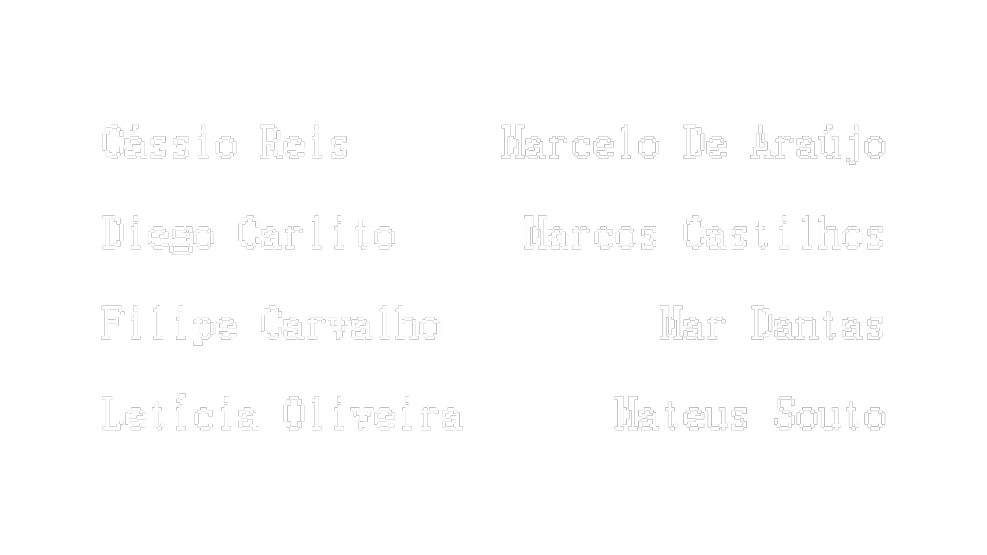 Cássio Reis
Marcelo De Araújo
Diego Carlito
Marcos Castilhos
Filipe Carvalho
Mar Dantas
Letícia Oliveira
Mateus Souto